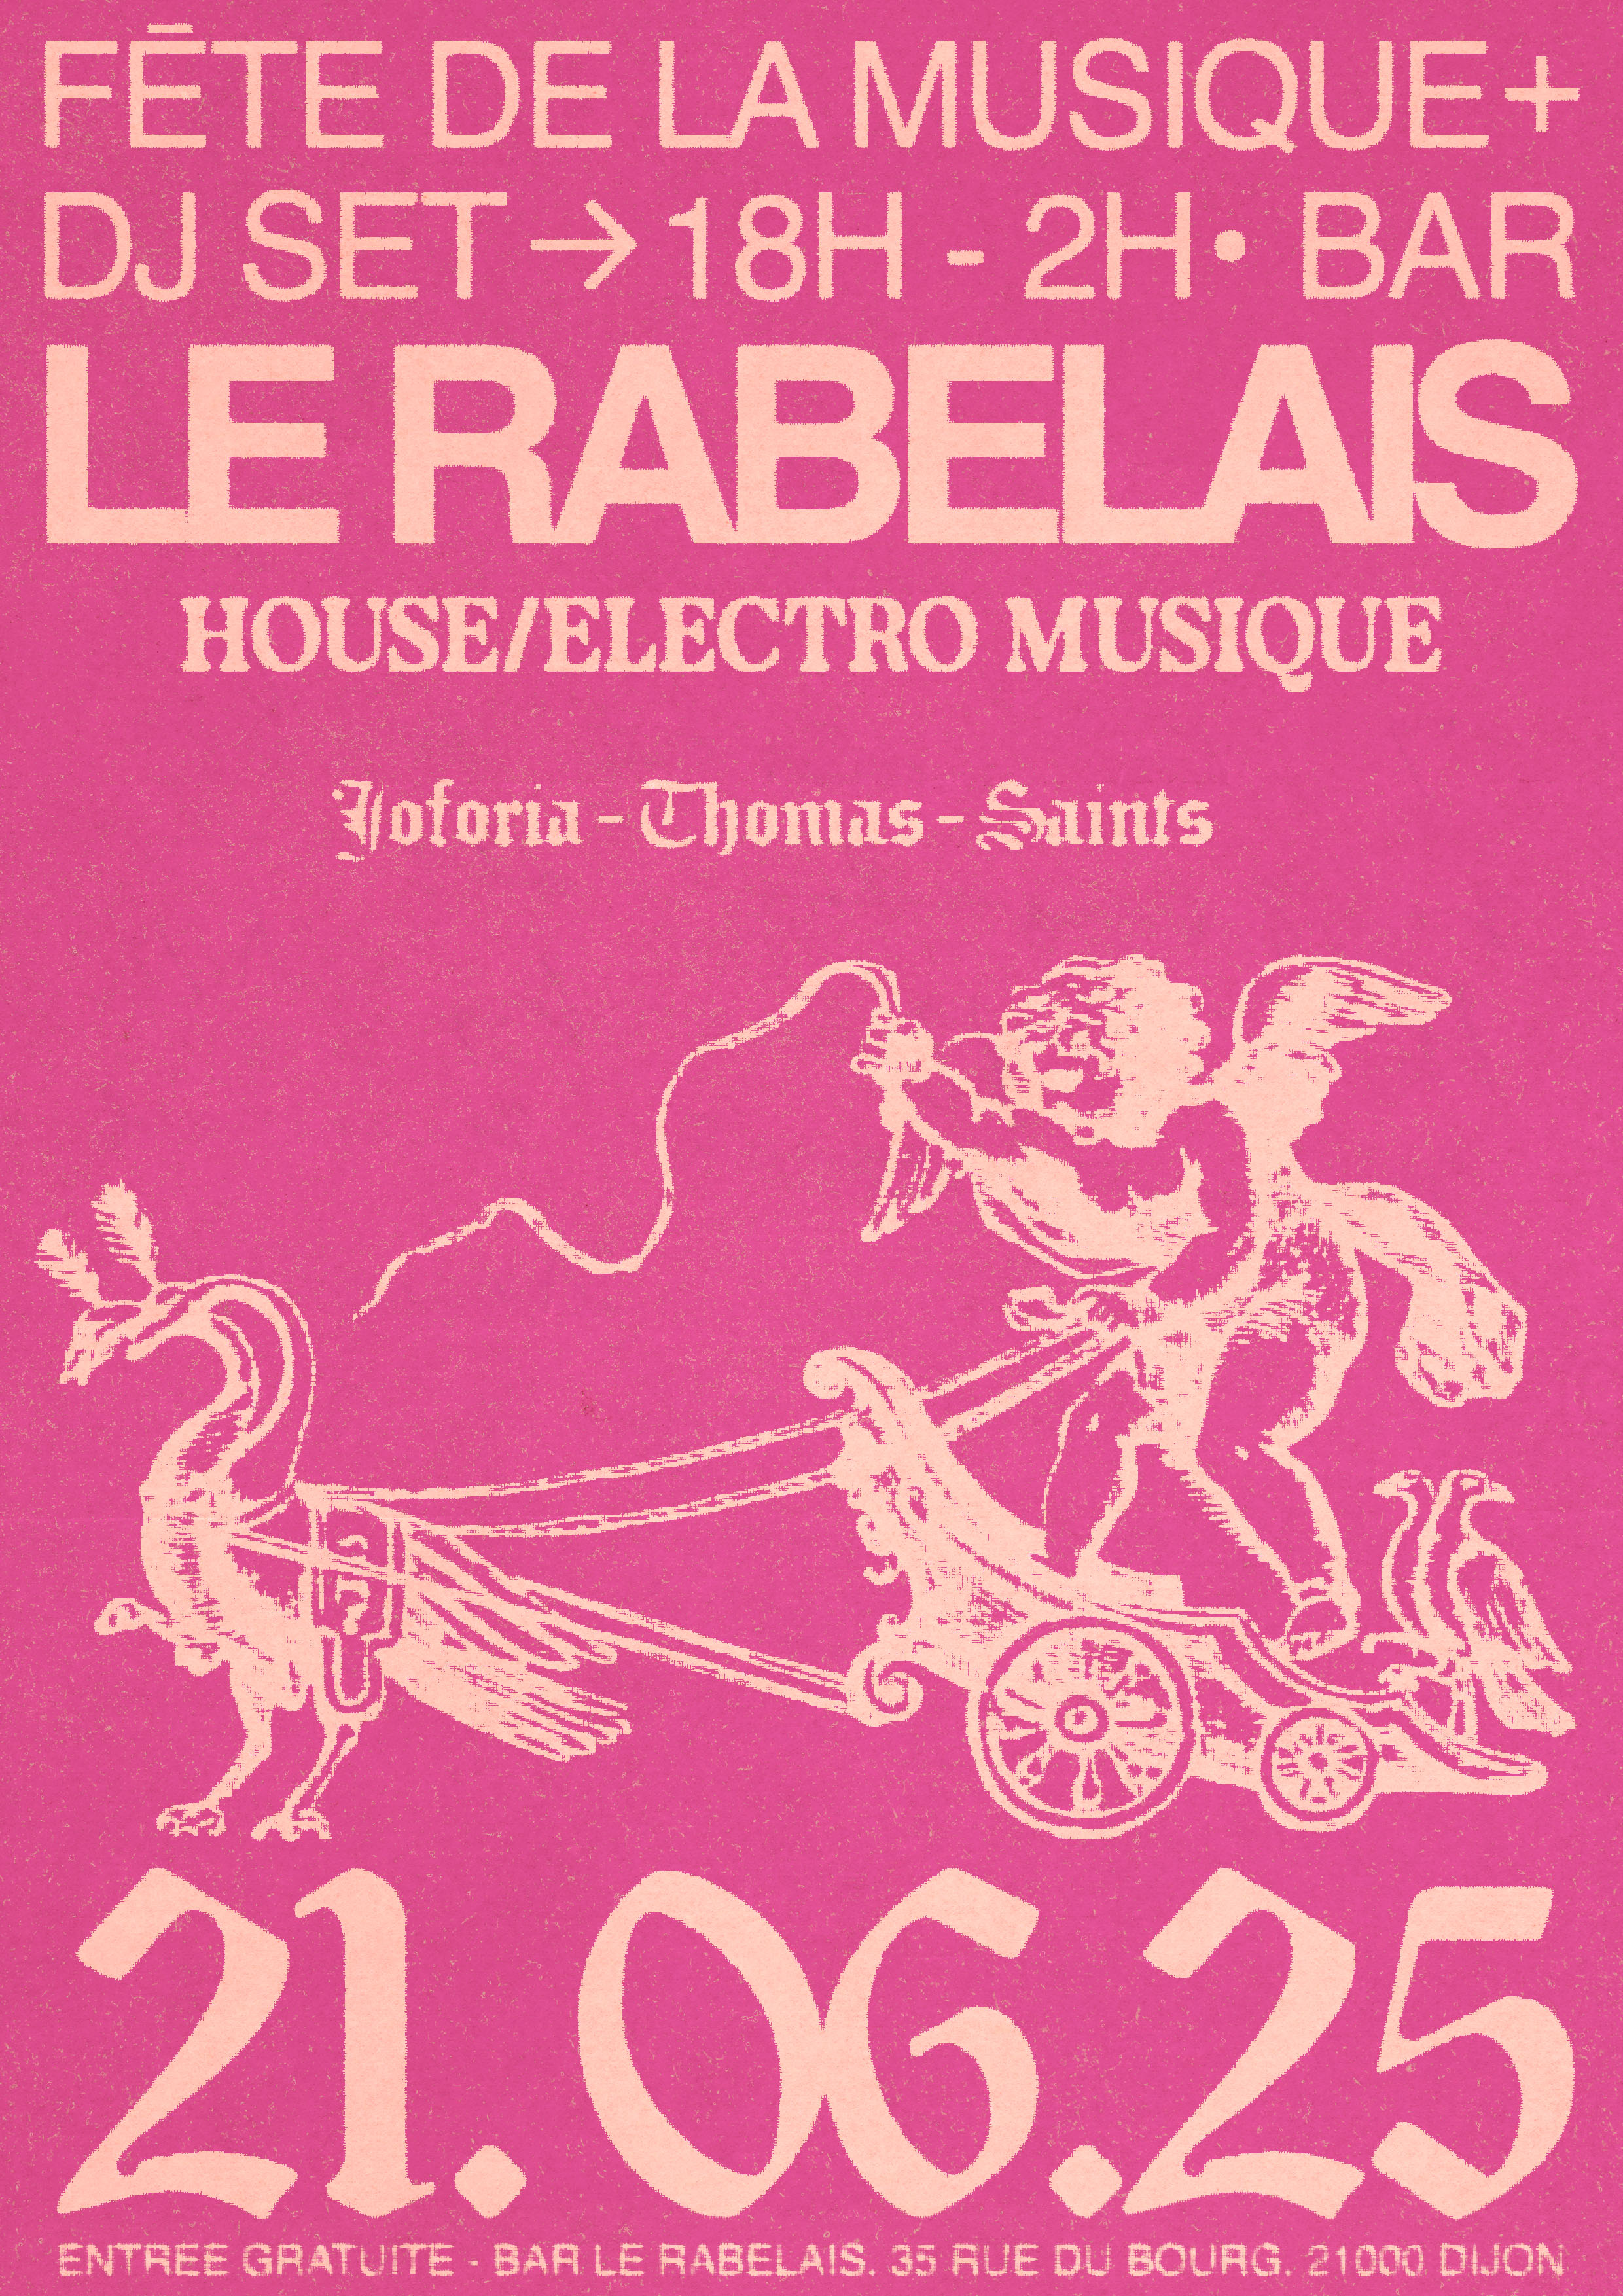 FÊTE DE LA MUSIQUE+
DJ SET → 18H - 2H • BAR
LE RABELAIS
HOUSE/ELECTRO MUSIQUE
Joforia - Thomas - Saints
21.06.25
ENTREE GRATUITE - BAR LE RABELAIS. 35 RUE DU BOURG. 21000 DIJON